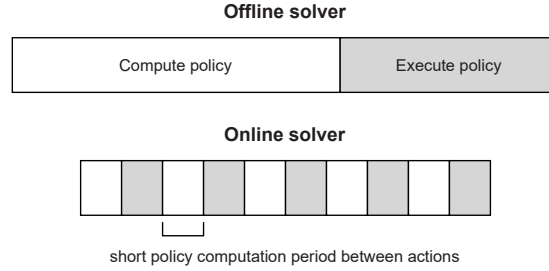 Offline solver
Compute policy
Execute policy
Online solver
short policy computation period between actions